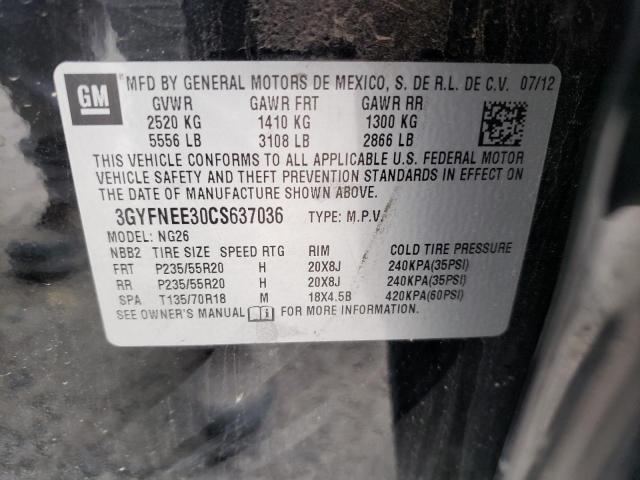 GM
MFD BY GENERAL MOTORS DE MEXICO, S. DE R.L. DE C.V. 07/12
GVWR GAWR FRT GAWR RR
2520 KG 1410 KG 1300 KG
5556 LB 3108 LB 2866 LB
THIS VEHICLE CONFORMS TO ALL APPLICABLE U.S. FEDERAL MOTOR
VEHICLE SAFETY AND THEFT PREVENTION STANDARDS IN EFFECT ON
THE DATE OF MANUFACTURE SHOWN ABOVE.
3GYFNEE30CS637036 TYPE: M.P.V.
MODEL: NG26
NBB2 TIRE SIZE SPEED RTG RIM COLD TIRE PRESSURE
FRT P235/55R20 H 20X8J 240KPA(35PSI)
RR P235/55R20 H 20X8J 240KPA(35PSI)
SPA T135/70R18 M 18X4.5B 420KPA(60PSI)
SEE OWNER'S MANUAL FOR MORE INFORMATION.